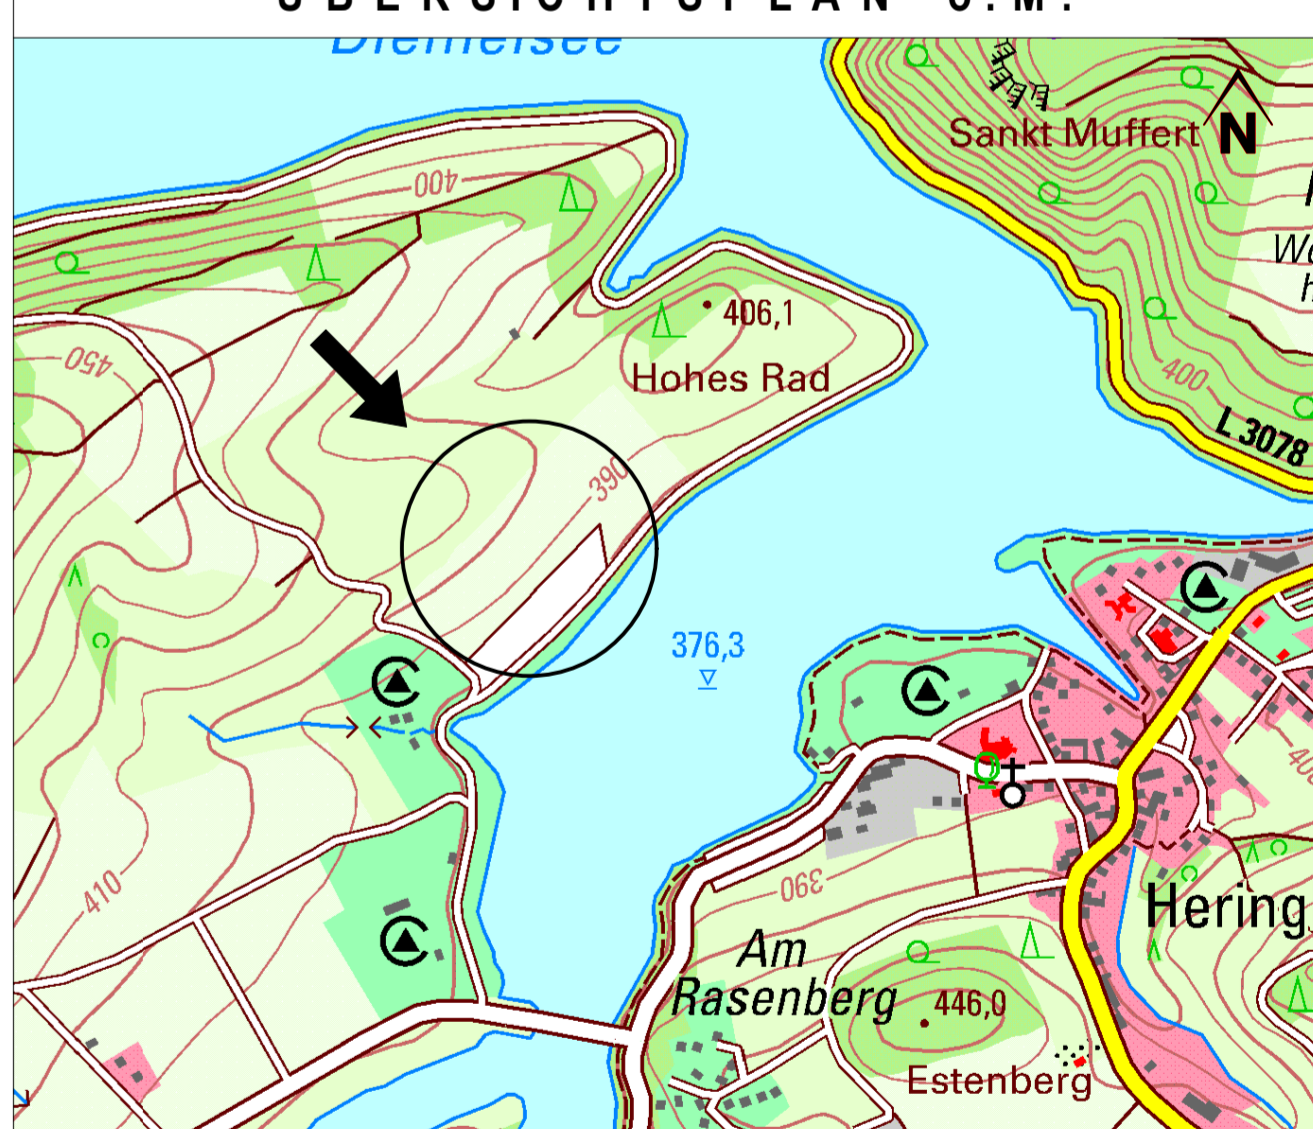 ÜBERSICHTSPLAN O.M.
Diemelsee
Sankt Muffert
N
400
406,1
Hohes Rad
450
400
L 3078
390
376,3
410
390
Hering
Am
Rasenberg
446,0
Estenberg